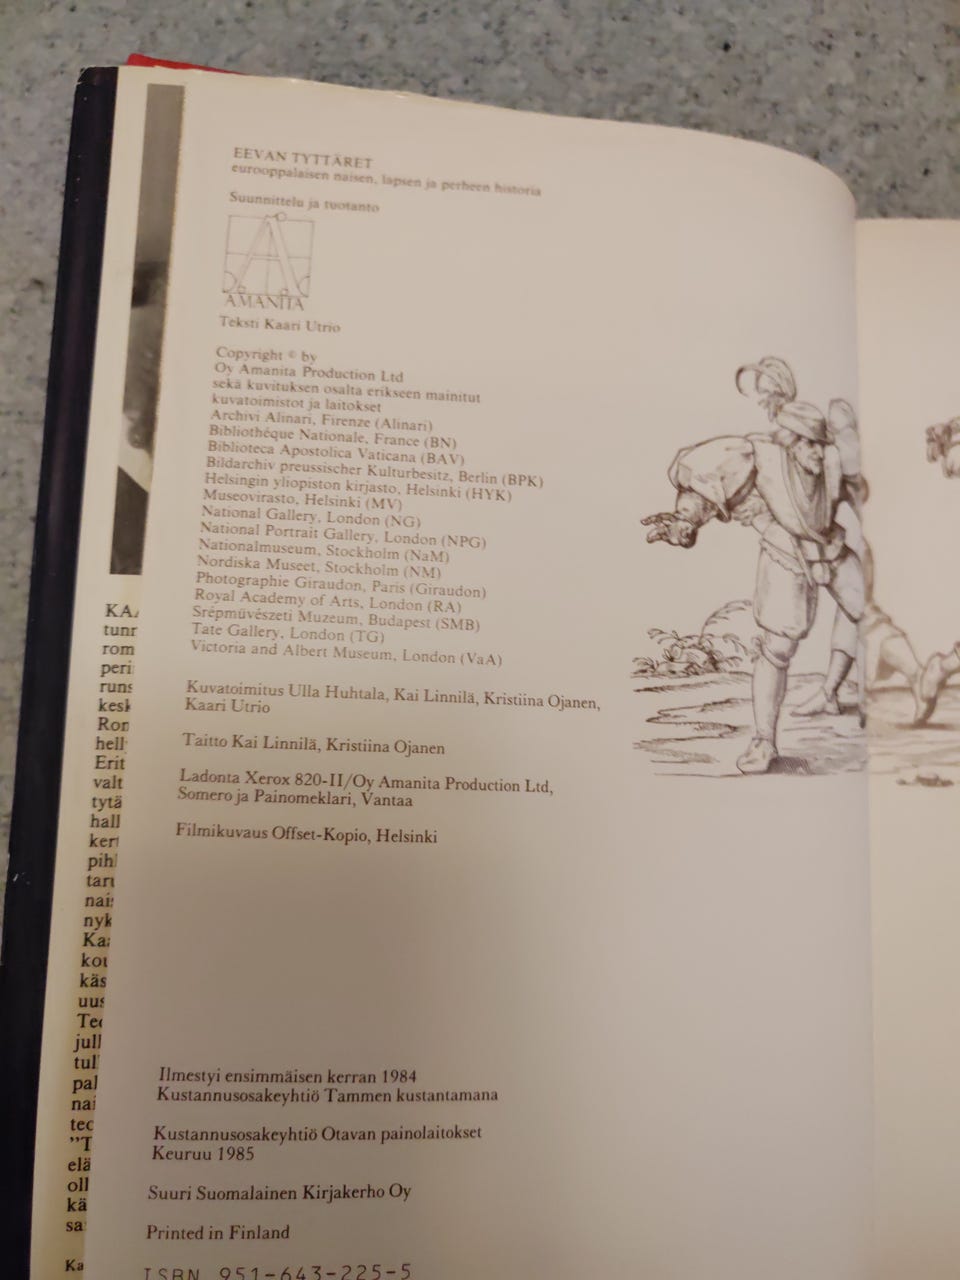 EEVAN TYTTÄRET
eurooppalaisen naisen, lapsen ja perheen historia
Suunnittelu ja tuotanto
A
AMANITA
Teksti Kaari Utrio
Copyright © by
Oy Amanita Production Ltd
sekä kuvituksen osalta erikseen mainitut
kuvatoimistot ja laitokset
Archivi Alinari, Firenze (Alinari)
Bibliothéque Nationale, France (BN)
Biblioteca Apostolica Vaticana (BAV)
Bildarchiv preussischer Kulturbesitz, Berlin (BPK)
Helsingin yliopiston kirjasto, Helsinki (HYK)
Museovirasto, Helsinki (MV)
National Gallery, London (NG)
National Portrait Gallery, London (NPG)
Nationalmuseum, Stockholm (NaM)
Nordiska Museet, Stockholm (NM)
Photographie Giraudon, Paris (Giraudon)
Royal Academy of Arts, London (RA)
Srépmüvészeti Muzeum, Budapest (SMB)
Tate Gallery, London (TG)
Victoria and Albert Museum, London (VaA)
Kuvatoimitus Ulla Huhtala, Kai Linnilä, Kristiina Ojanen,
Kaari Utrio
Taitto Kai Linnilä, Kristiina Ojanen
Ladonta Xerox 820-II/Oy Amanita Production Ltd,
Somero ja Painomeklari, Vantaa
Filmikuvaus Offset-Kopio, Helsinki
Ilmestyi ensimmäisen kerran 1984
Kustannusosakeyhtiö Tammen kustantamana
Kustannusosakeyhtiö Otavan painolaitokset
Keuruu 1985
Suuri Suomalainen Kirjakerho Oy
Printed in Finland
ISBN 951-643-225-5